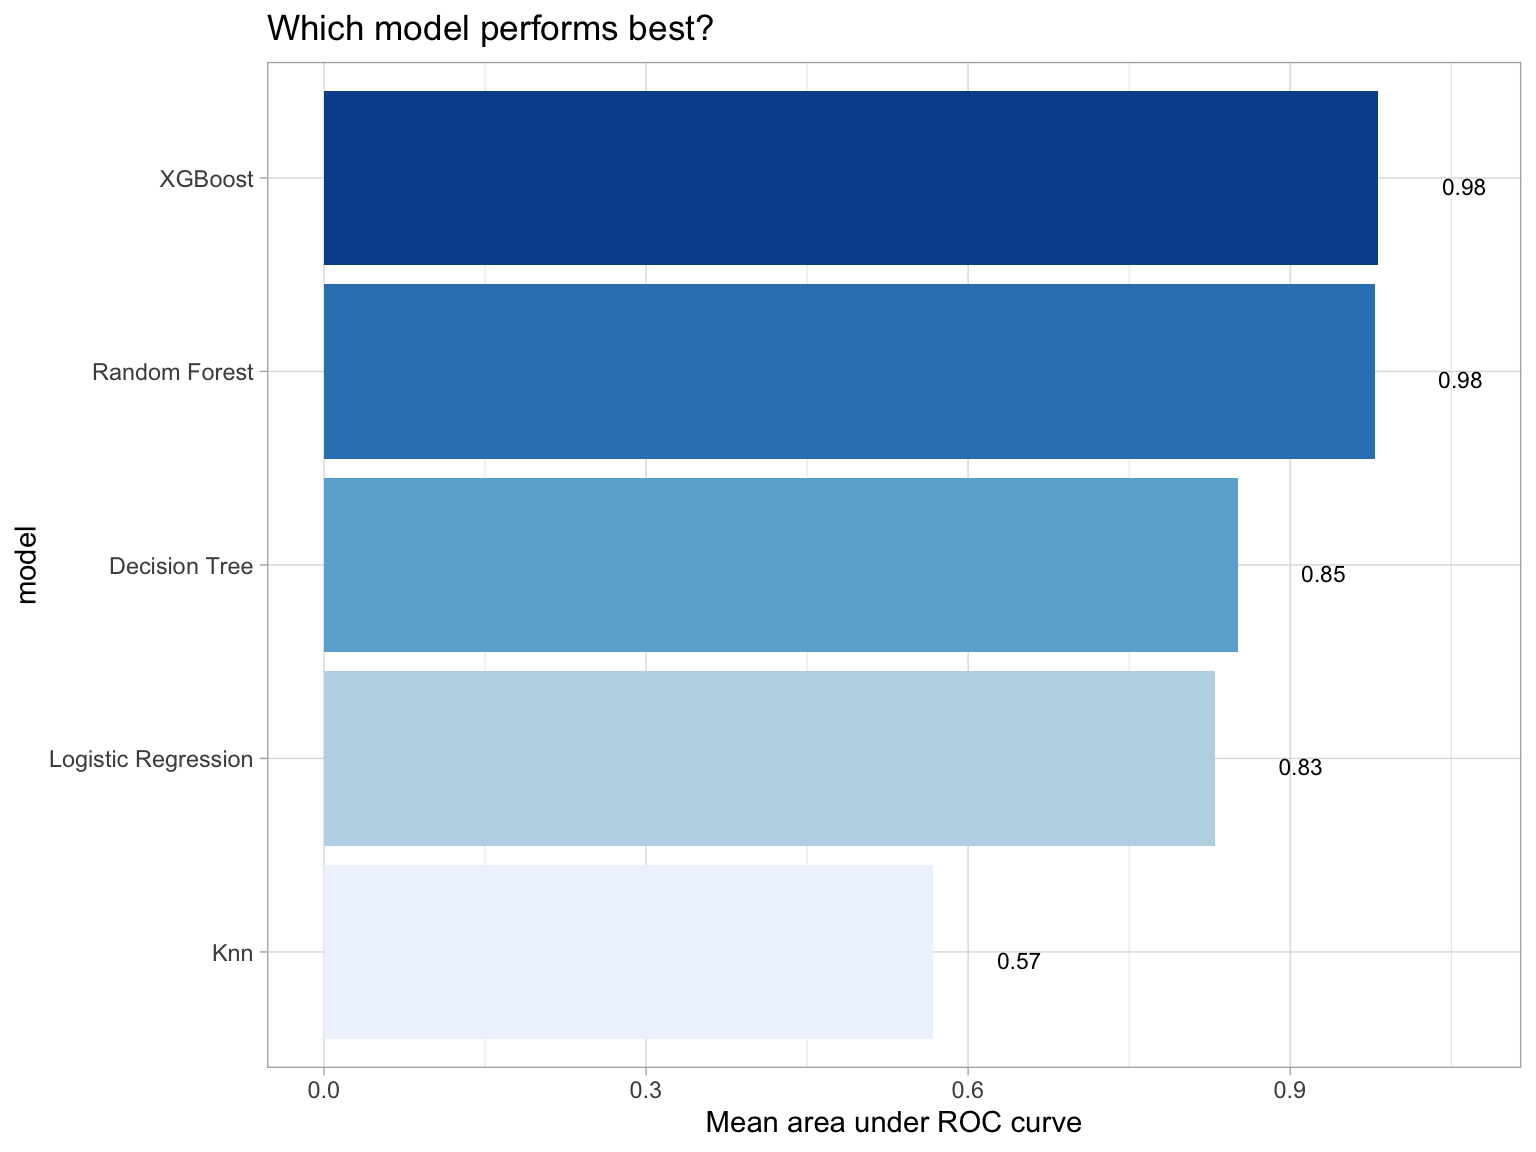 Which model performs best?
XGBoost
0.98
Random Forest
0.98
Decision Tree
0.85
Logistic Regression
0.83
Knn
0.57
model
0.0 0.3 0.6 0.9
Mean area under ROC curve